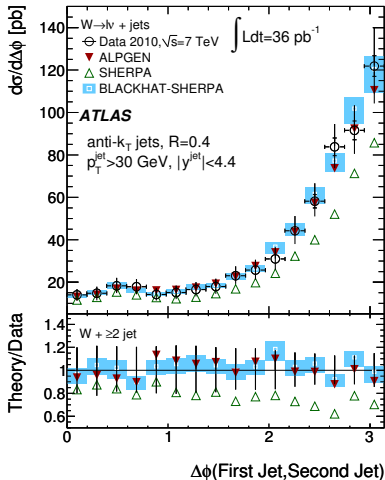 dσ/dΔϕ [pb]
140
120
100
80
60
40
20
W→lν + jets
Data 2010, √s=7 TeV
ALPGEN
SHERPA
BLACKHAT-SHERPA
∫Ldt=36 pb⁻¹
ATLAS
anti-k_T jets, R=0.4
p_T^jet>30 GeV, |y^jet|<4.4
Theory/Data
W + ≥2 jet
1.4
1.2
1.0
0.8
0.6
0 1 2 3
Δϕ(First Jet,Second Jet)